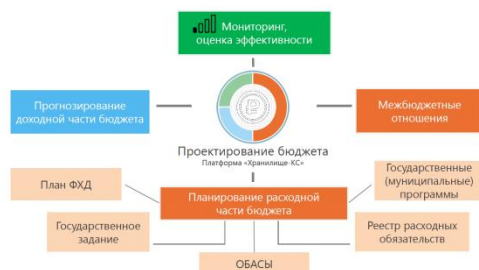 Мониторинг,
оценка эффективности
Прогнозирование
доходной части бюджета
Межбюджетные
отношения
Проектирование бюджета
Платформа «Хранилище-КС»
Государственные
(муниципальные)
программы
План ФХД
Планирование расходной
части бюджета
Государственное
задание
Реестр расходных
обязательств
ОБАСЫ